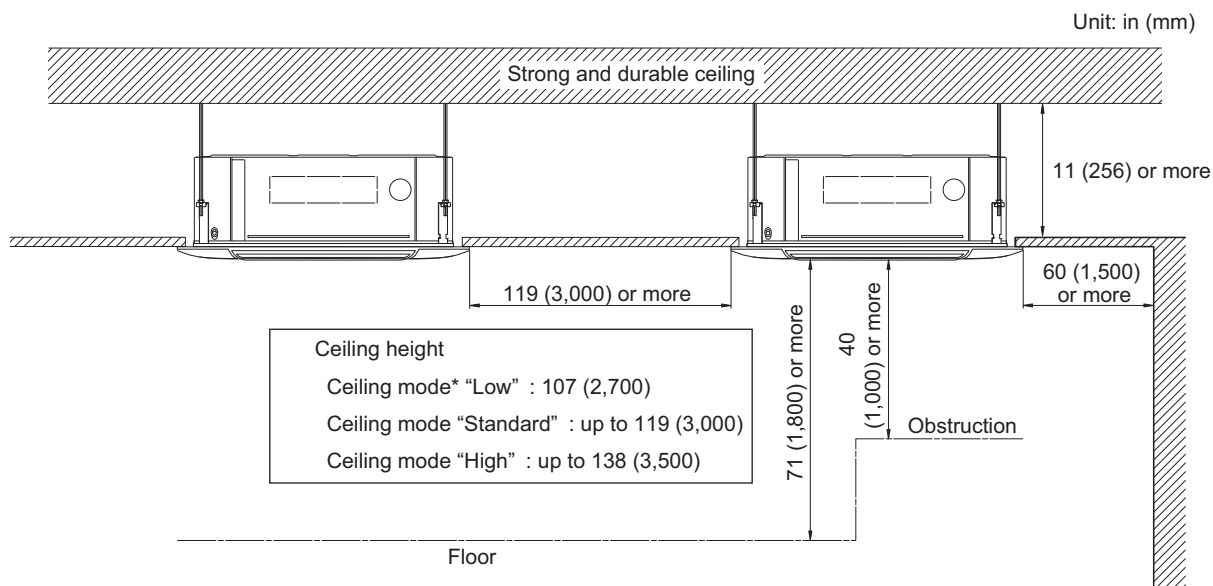 Unit: in (mm)
Strong and durable ceiling
11 (256) or more
119 (3,000) or more
60 (1,500)
or more
71 (1,800) or more
40
(1,000) or more
Ceiling height
Ceiling mode* “Low” : 107 (2,700)
Ceiling mode “Standard” : up to 119 (3,000)
Ceiling mode “High” : up to 138 (3,500)
Obstruction
Floor